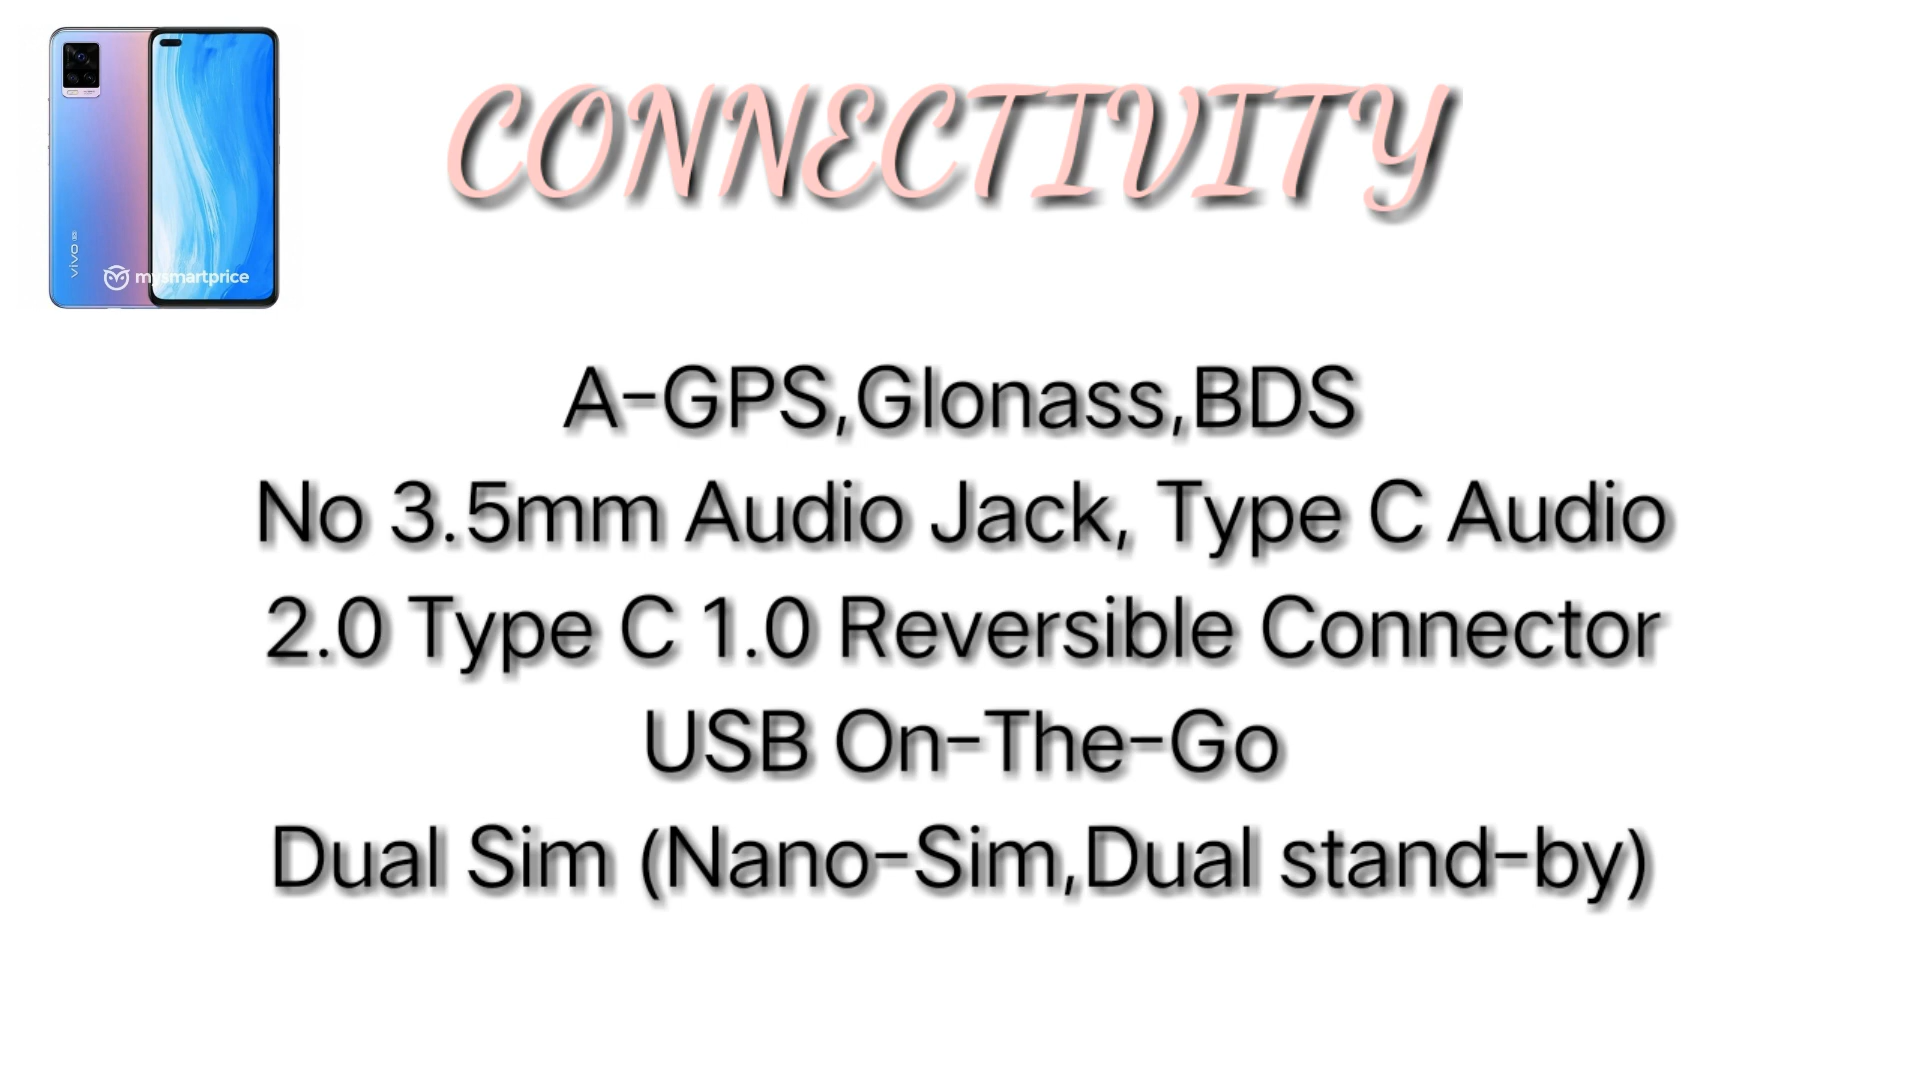 CONNECTIVITY
vivo 5G
mysmartprice
A-GPS,Glonass,BDS
No 3.5mm Audio Jack, Type C Audio
2.0 Type C 1.0 Reversible Connector
USB On-The-Go
Dual Sim (Nano-Sim,Dual stand-by)